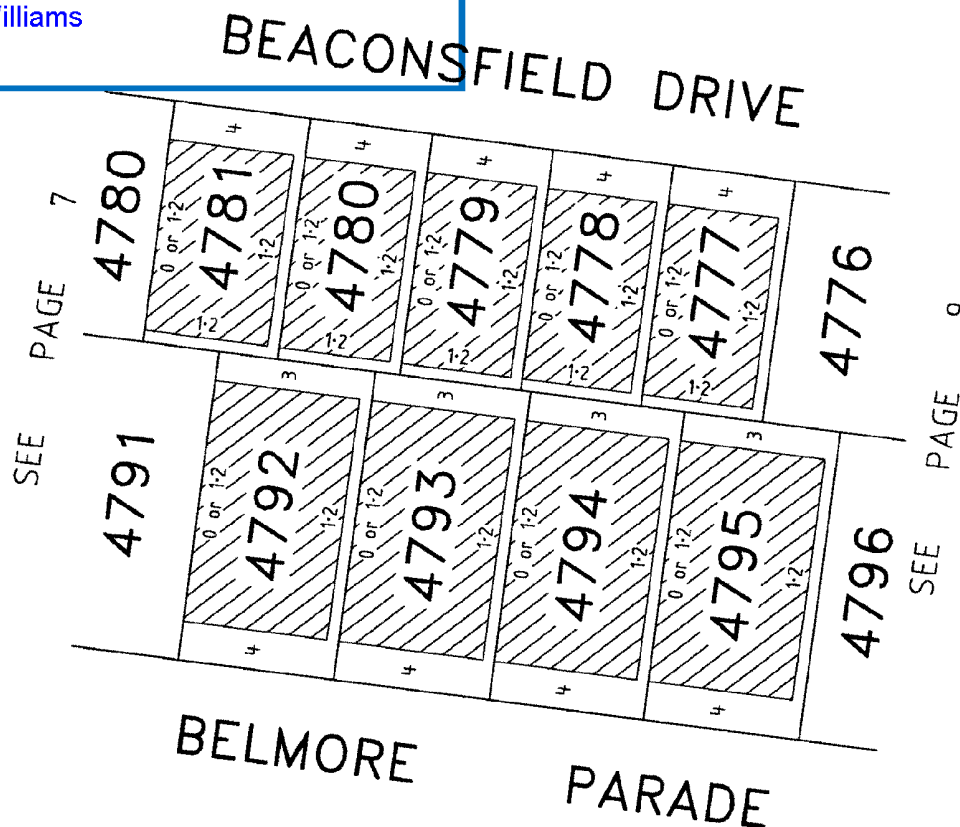 illiams
BEACONSFIELD DRIVE
4 4 4 4 4
SEE PAGE 7
4780
0 or 1·2 4781 1·2 1·2
0 or 1·2 4780 1·2 1·2
0 or 1·2 4779 1·2 1·2
0 or 1·2 4778 1·2 1·2
0 or 1·2 4777 1·2 1·2
4776
SEE PAGE
3 3 3 3
4791
0 or 1·2 4792 1·2
0 or 1·2 4793 1·2
0 or 1·2 4794 1·2
0 or 1·2 4795 1·2
4796
4 4 4 4
BELMORE PARADE